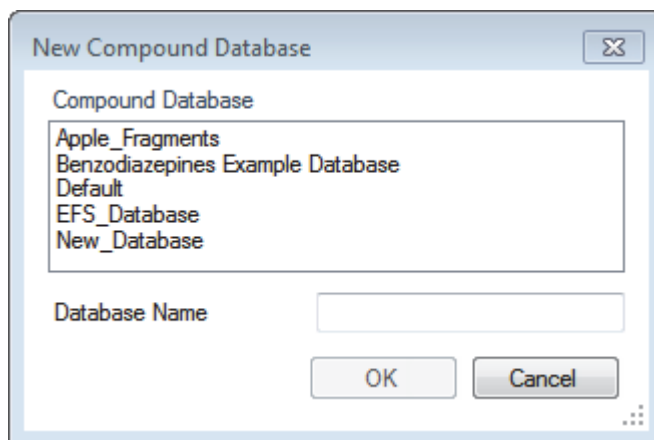 New Compound Database
Compound Database
Apple_Fragments
Benzodiazepines Example Database
Default
EFS_Database
New_Database
Database Name
OK Cancel